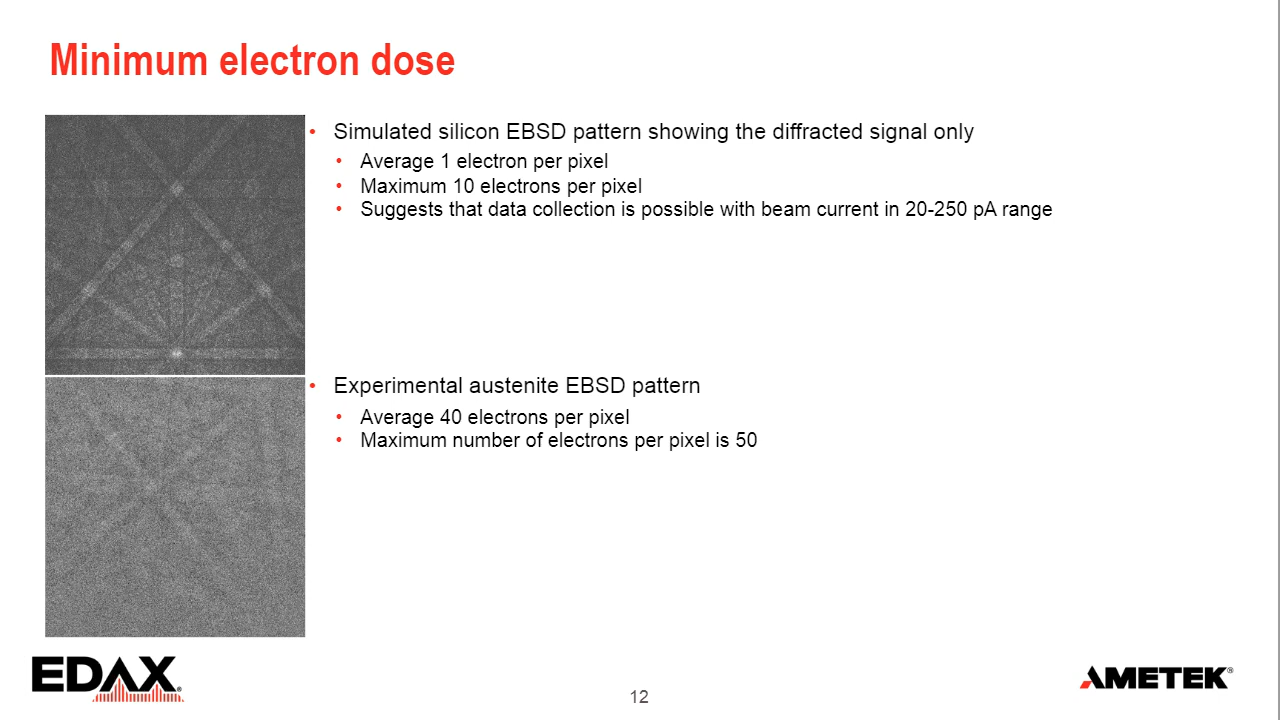 Minimum electron dose
• Simulated silicon EBSD pattern showing the diffracted signal only
• Average 1 electron per pixel
• Maximum 10 electrons per pixel
• Suggests that data collection is possible with beam current in 20-250 pA range
• Experimental austenite EBSD pattern
• Average 40 electrons per pixel
• Maximum number of electrons per pixel is 50
EDAX®
12
AMETEK®